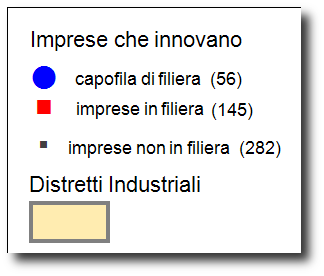 Imprese che innovano
capofila di filiera (56)
imprese in filiera (145)
imprese non in filiera (282)
Distretti Industriali